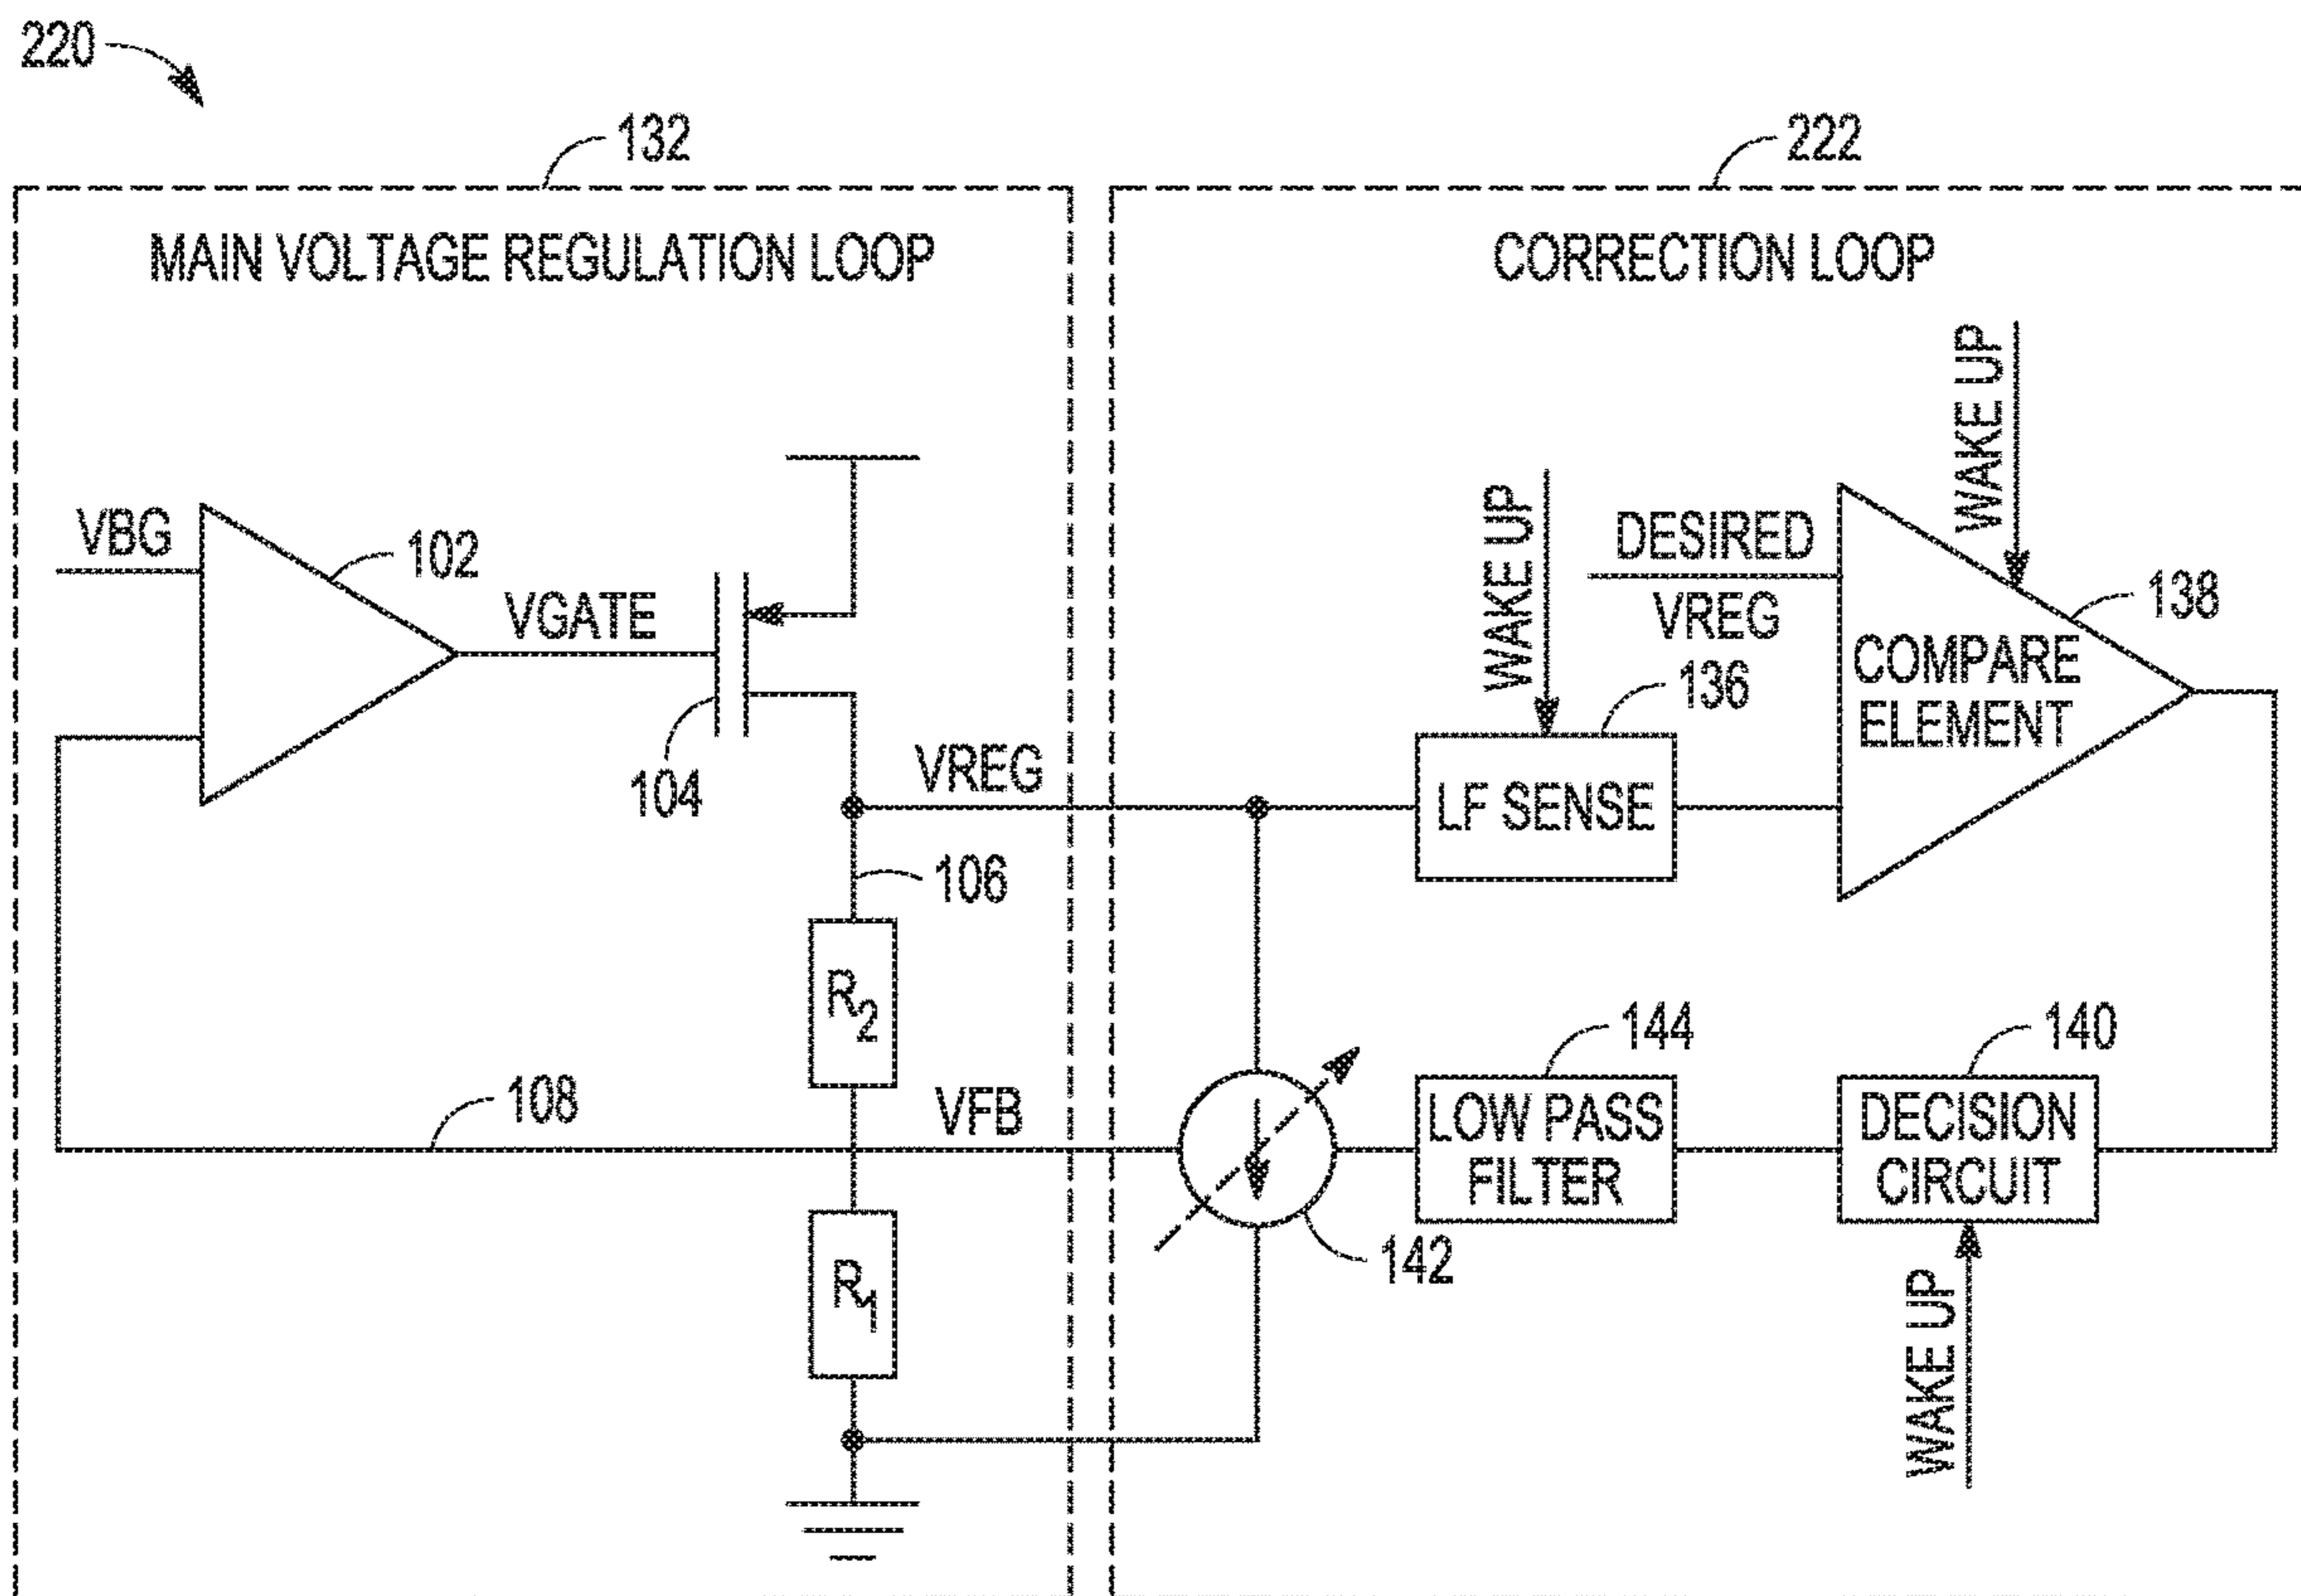 220
132
222
MAIN VOLTAGE REGULATION LOOP
CORRECTION LOOP
VBG
102
VGATE
104
VREG
106
R2
108
VFB
R1
WAKE UP
DESIRED
VREG
WAKE UP
138
136
COMPARE
ELEMENT
LF SENSE
144
140
LOW PASS
FILTER
DECISION
CIRCUIT
142
WAKE UP